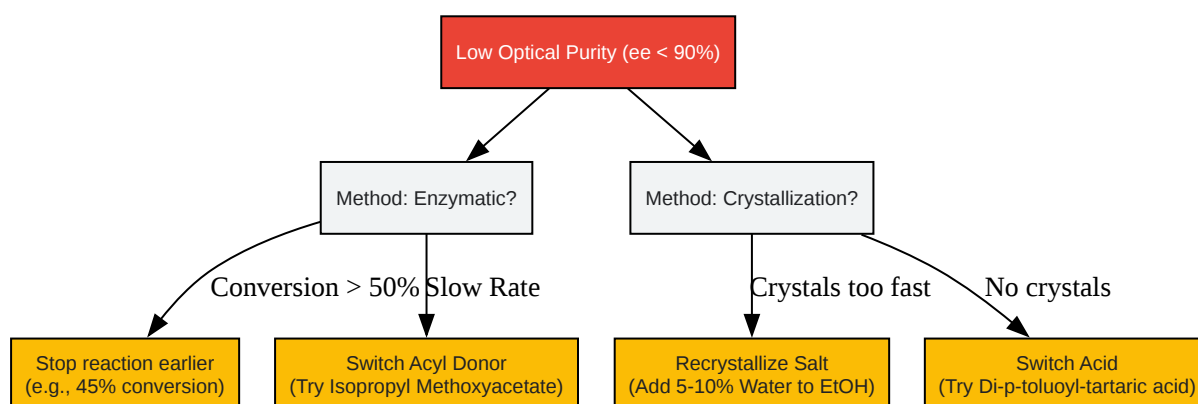 Low Optical Purity (ee < 90%)
Method: Enzymatic?
Method: Crystallization?
Conversion > 50%
Slow Rate
Crystals too fast
No crystals
Stop reaction earlier
(e.g., 45% conversion)
Switch Acyl Donor
(Try Isopropyl Methoxyacetate)
Recrystallize Salt
(Add 5-10% Water to EtOH)
Switch Acid
(Try Di-p-toluoyl-tartaric acid)